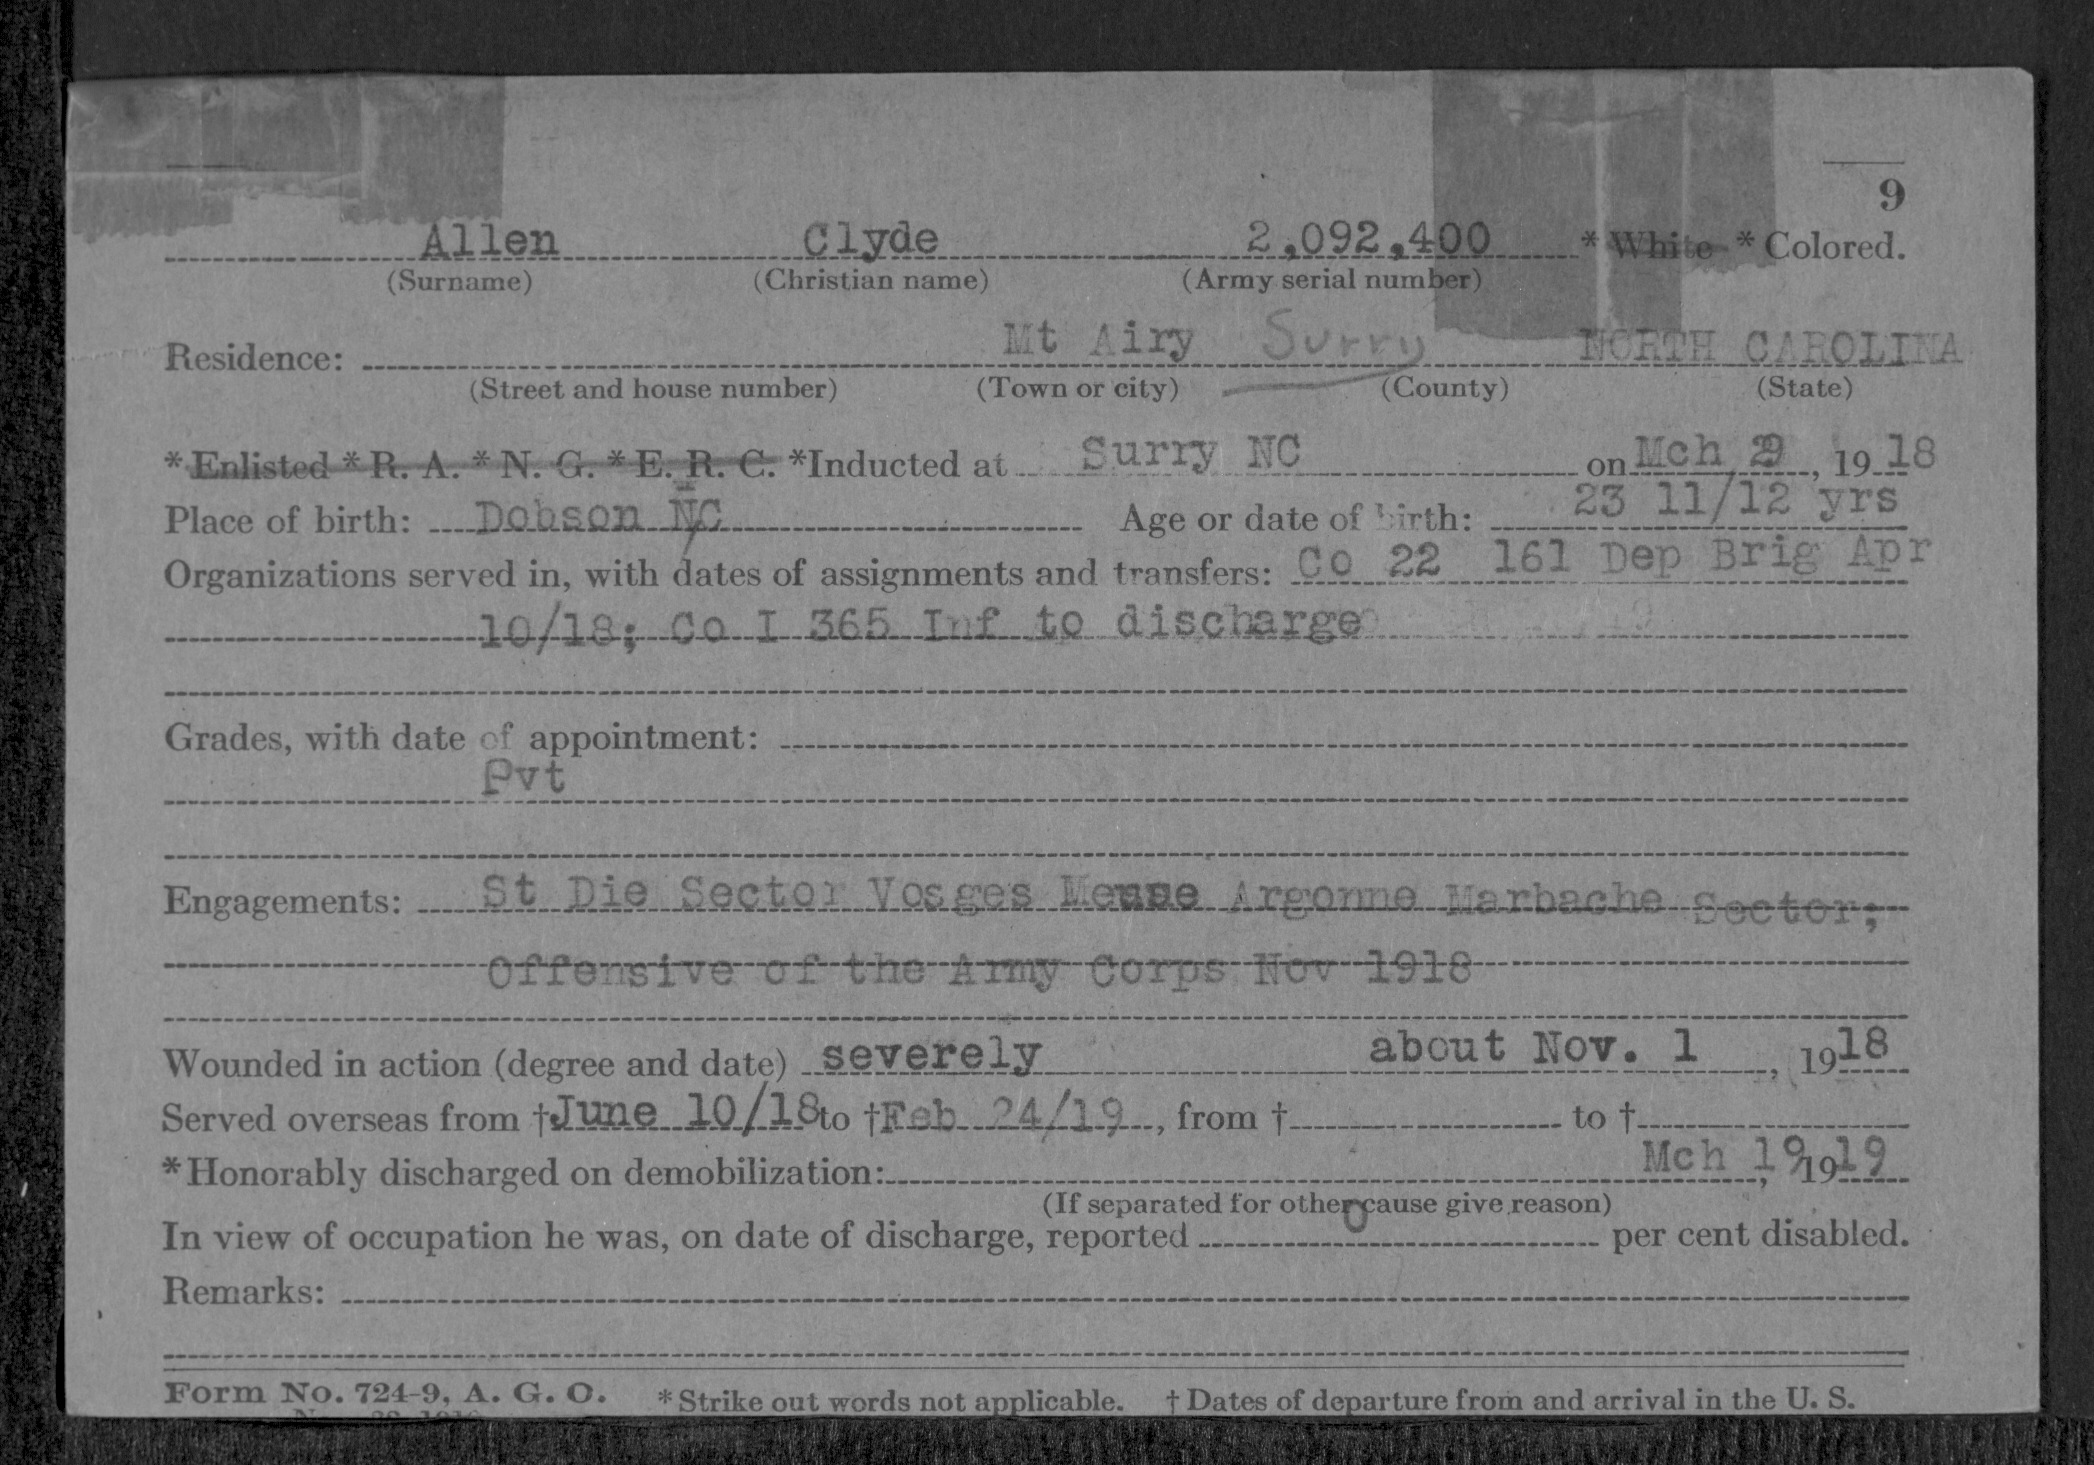 9
Allen Clyde 2,092,400 * White * Colored.
(Surname) (Christian name) (Army serial number)
Residence: Mt Airy Surry NORTH CAROLINA
(Street and house number) (Town or city) (County) (State)
* Enlisted * R. A. * N. G. * E. R. C. *Inducted at Surry NC on Mch 29, 19 18
Place of birth: Dobson NC Age or date of birth: 23 11/12 yrs
Organizations served in, with dates of assignments and transfers: Co 22 161 Dep Brig Apr
10/18; Co I 365 Inf to discharge
Grades, with date of appointment:
Pvt
Engagements: St Die Sector Vosges Meuse Argonne Marbache Sector;
Offensive of the Army Corps Nov 1918
Wounded in action (degree and date) severely about Nov. 1, 1918
Served overseas from † June 10/18 to † Feb 24/19, from † to †
* Honorably discharged on demobilization: Mch 19, 1919
(If separated for other cause give reason)
In view of occupation he was, on date of discharge, reported 0 per cent disabled.
Remarks:
Form No. 724-9, A. G. O. * Strike out words not applicable. † Dates of departure from and arrival in the U. S.